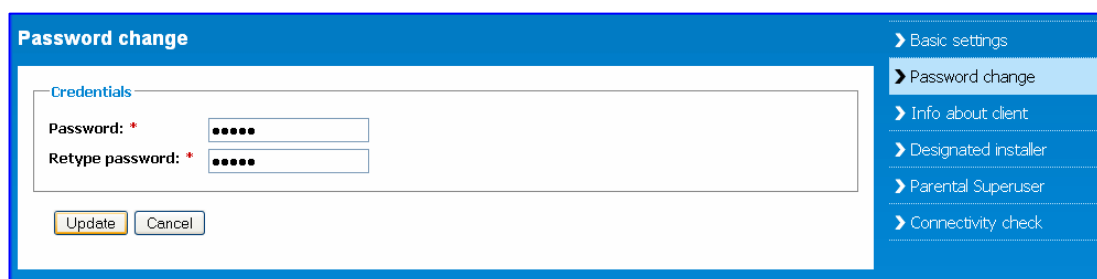 Password change
Credentials
Password: *
●●●●●
Retype password: *
●●●●●
Update
Cancel
Basic settings
Password change
Info about client
Designated installer
Parental Superuser
Connectivity check